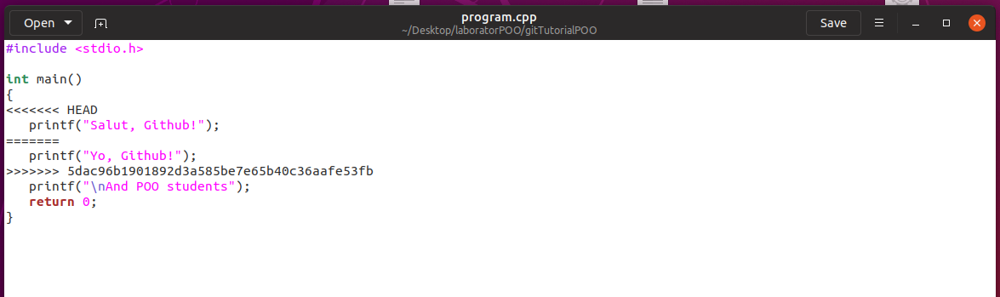 Open
program.cpp
~/Desktop/laboratorPOO/gitTutorialPOO
Save
#include <stdio.h>
int main()
{
<<<<<<< HEAD
   printf("Salut, Github!");
=======
   printf("Yo, Github!");
>>>>>>> 5dac96b1901892d3a585be7e65b40c36aafe53fb
   printf("\nAnd POO students");
   return 0;
}